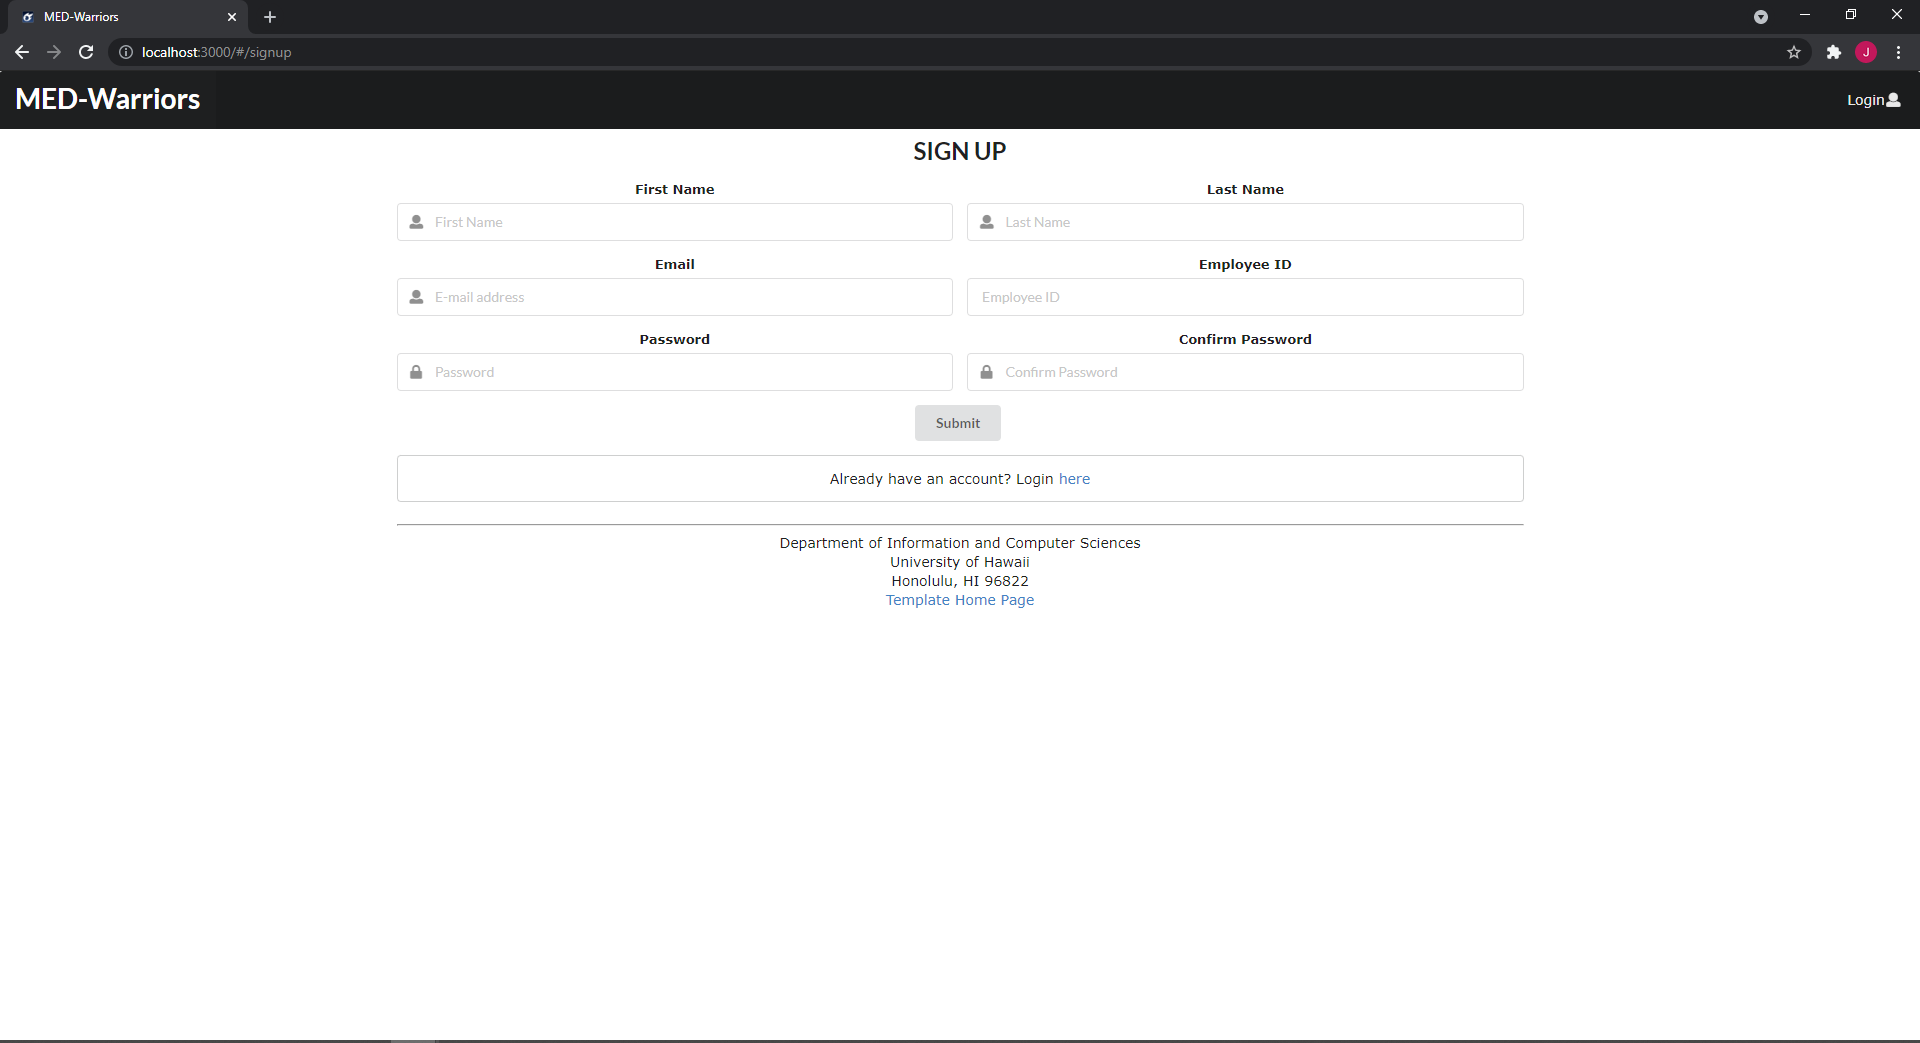 MED-Warriors
localhost:3000/#/signup
J
MED-Warriors
Login
SIGN UP
First Name
Last Name
First Name
Last Name
Email
Employee ID
E-mail address
Employee ID
Password
Confirm Password
Password
Confirm Password
Submit
Already have an account? Login here
Department of Information and Computer Sciences
University of Hawaii
Honolulu, HI 96822
Template Home Page